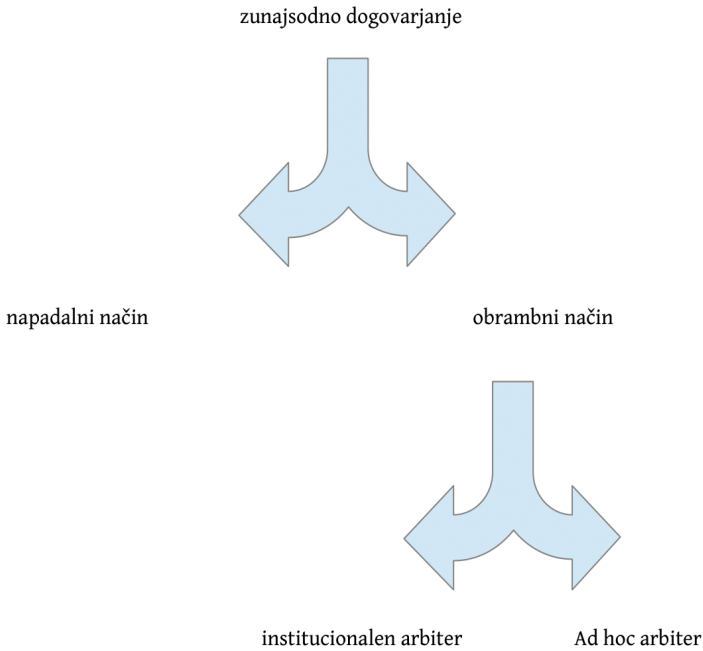 zunajsodno dogovarjanje
napadalni način
obrambni način
institucionalen arbiter
Ad hoc arbiter